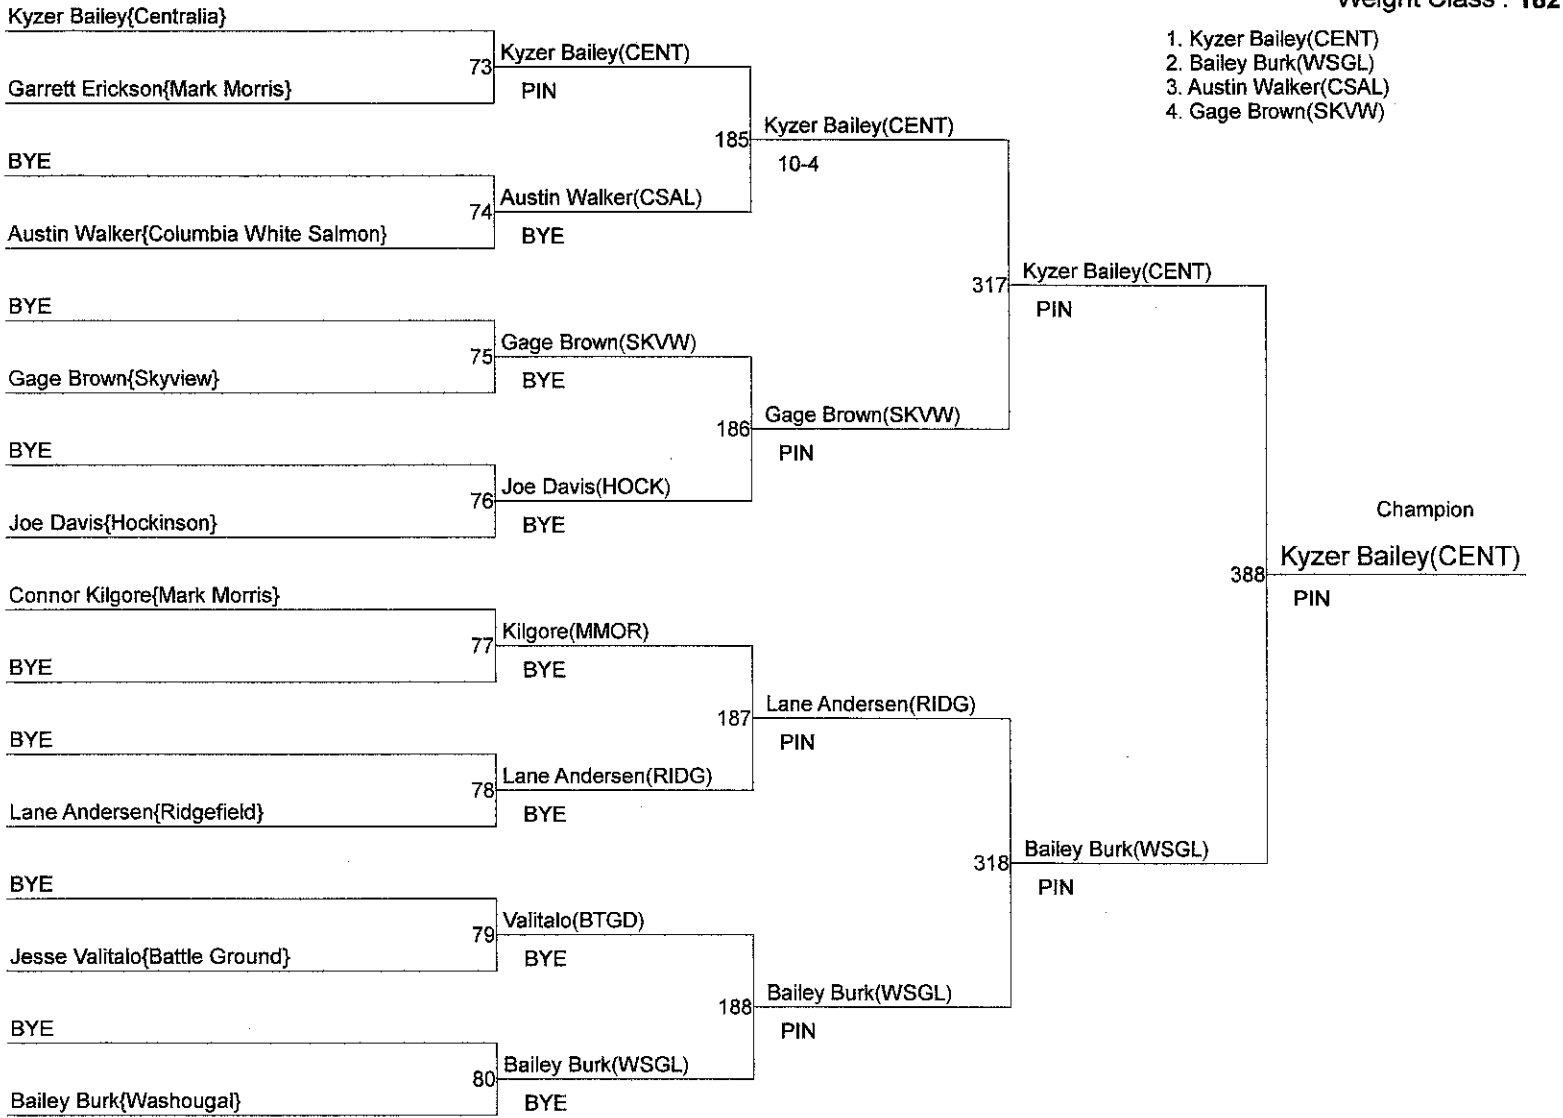 Weight Class : 182
1. Kyzer Bailey(CENT)
2. Bailey Burk(WSGL)
3. Austin Walker(CSAL)
4. Gage Brown(SKVW)
Kyzer Bailey{Centralia}
73
Kyzer Bailey(CENT)
PIN
Garrett Erickson{Mark Morris}
185
Kyzer Bailey(CENT)
10-4
BYE
74
Austin Walker(CSAL)
BYE
Austin Walker{Columbia White Salmon}
317
Kyzer Bailey(CENT)
PIN
BYE
75
Gage Brown(SKVW)
BYE
Gage Brown{Skyview}
186
Gage Brown(SKVW)
PIN
BYE
76
Joe Davis(HOCK)
BYE
Joe Davis{Hockinson}
Champion
388
Kyzer Bailey(CENT)
PIN
Connor Kilgore{Mark Morris}
77
Kilgore(MMOR)
BYE
BYE
187
Lane Andersen(RIDG)
PIN
BYE
78
Lane Andersen(RIDG)
BYE
Lane Andersen{Ridgefield}
318
Bailey Burk(WSGL)
PIN
BYE
79
Valitalo(BTGD)
BYE
Jesse Valitalo{Battle Ground}
188
Bailey Burk(WSGL)
PIN
BYE
80
Bailey Burk(WSGL)
BYE
Bailey Burk{Washougal}